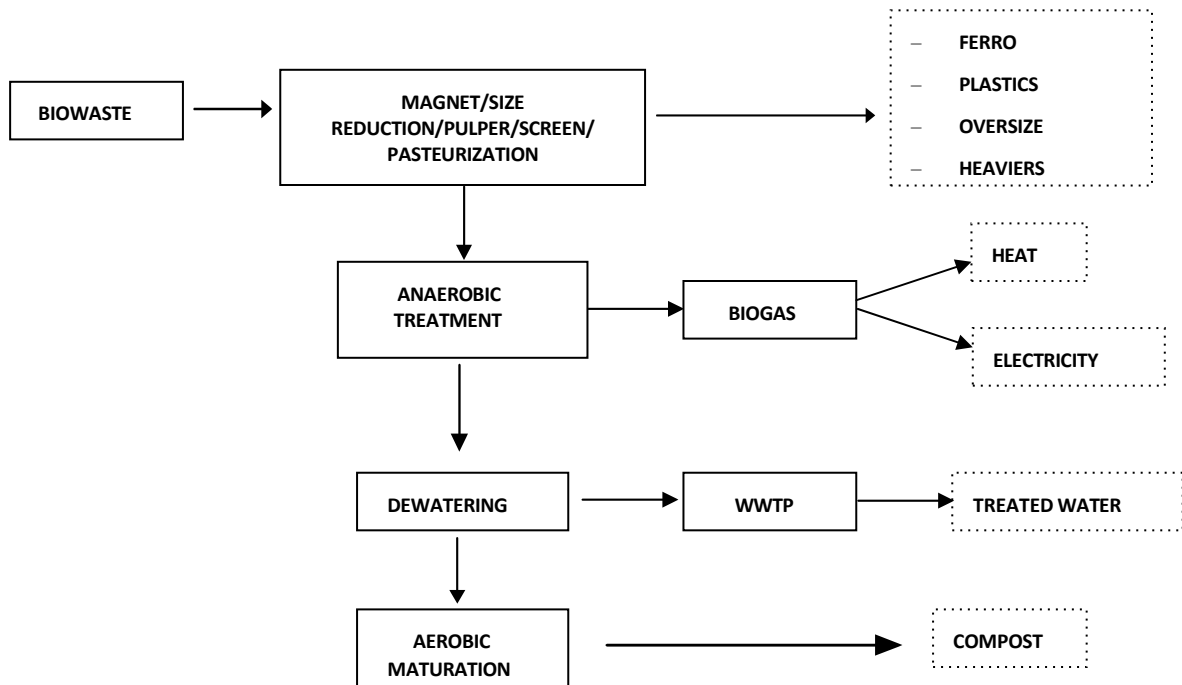 BIOWASTE
MAGNET/SIZE
REDUCTION/PULPER/SCREEN/
PASTEURIZATION
– FERRO
– PLASTICS
– OVERSIZE
– HEAVIERS
ANAEROBIC
TREATMENT
BIOGAS
HEAT
ELECTRICITY
DEWATERING
WWTP
TREATED WATER
AEROBIC
MATURATION
COMPOST